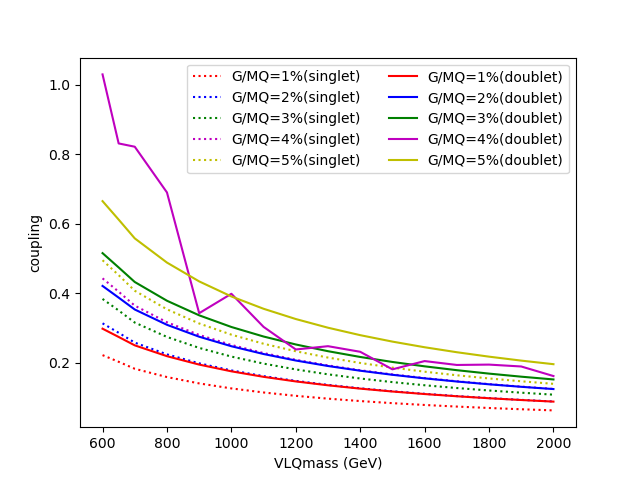 G/MQ=1%(singlet) G/MQ=1%(doublet)
G/MQ=2%(singlet) G/MQ=2%(doublet)
G/MQ=3%(singlet) G/MQ=3%(doublet)
G/MQ=4%(singlet) G/MQ=4%(doublet)
G/MQ=5%(singlet) G/MQ=5%(doublet)
1.0
0.8
0.6
0.4
0.2
coupling
600 800 1000 1200 1400 1600 1800 2000
VLQmass (GeV)